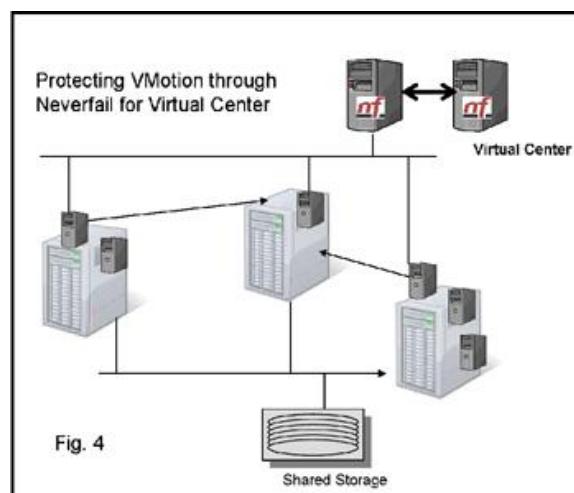 Protecting VMotion through
Neverfail for Virtual Center
nf
nf
Virtual Center
Fig. 4
Shared Storage